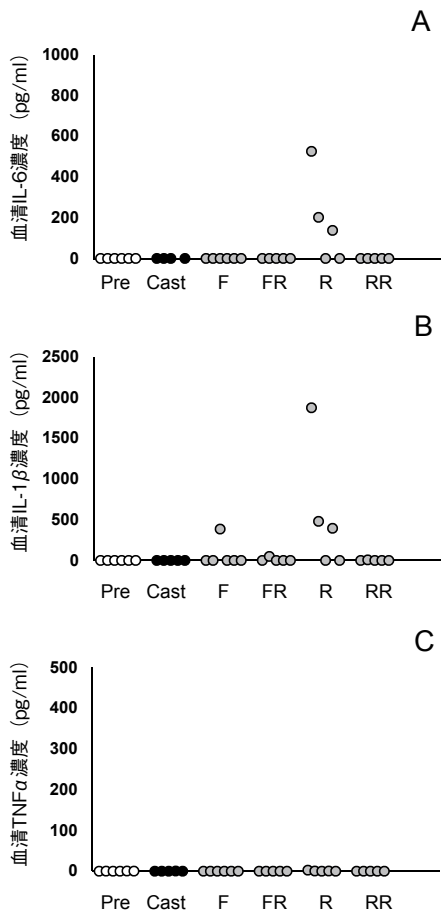 A
血清IL-6濃度 (pg/ml)
1000
800
600
400
200
0
Pre Cast F FR R RR
B
血清IL-1β濃度 (pg/ml)
2500
2000
1500
1000
500
0
Pre Cast F FR R RR
C
血清TNFα濃度 (pg/ml)
500
400
300
200
100
0
Pre Cast F FR R RR